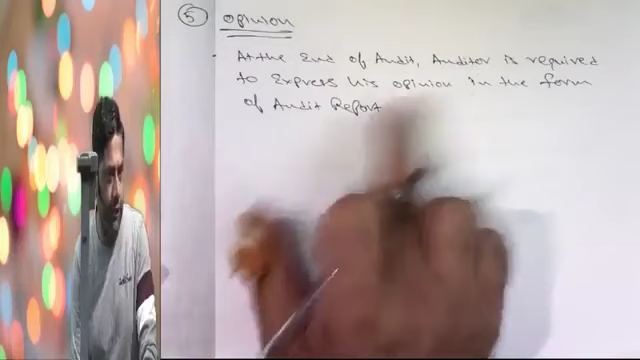 5 opinion
At the End of Audit, Auditor is required
to Express his opinion in the form
of Audit Report